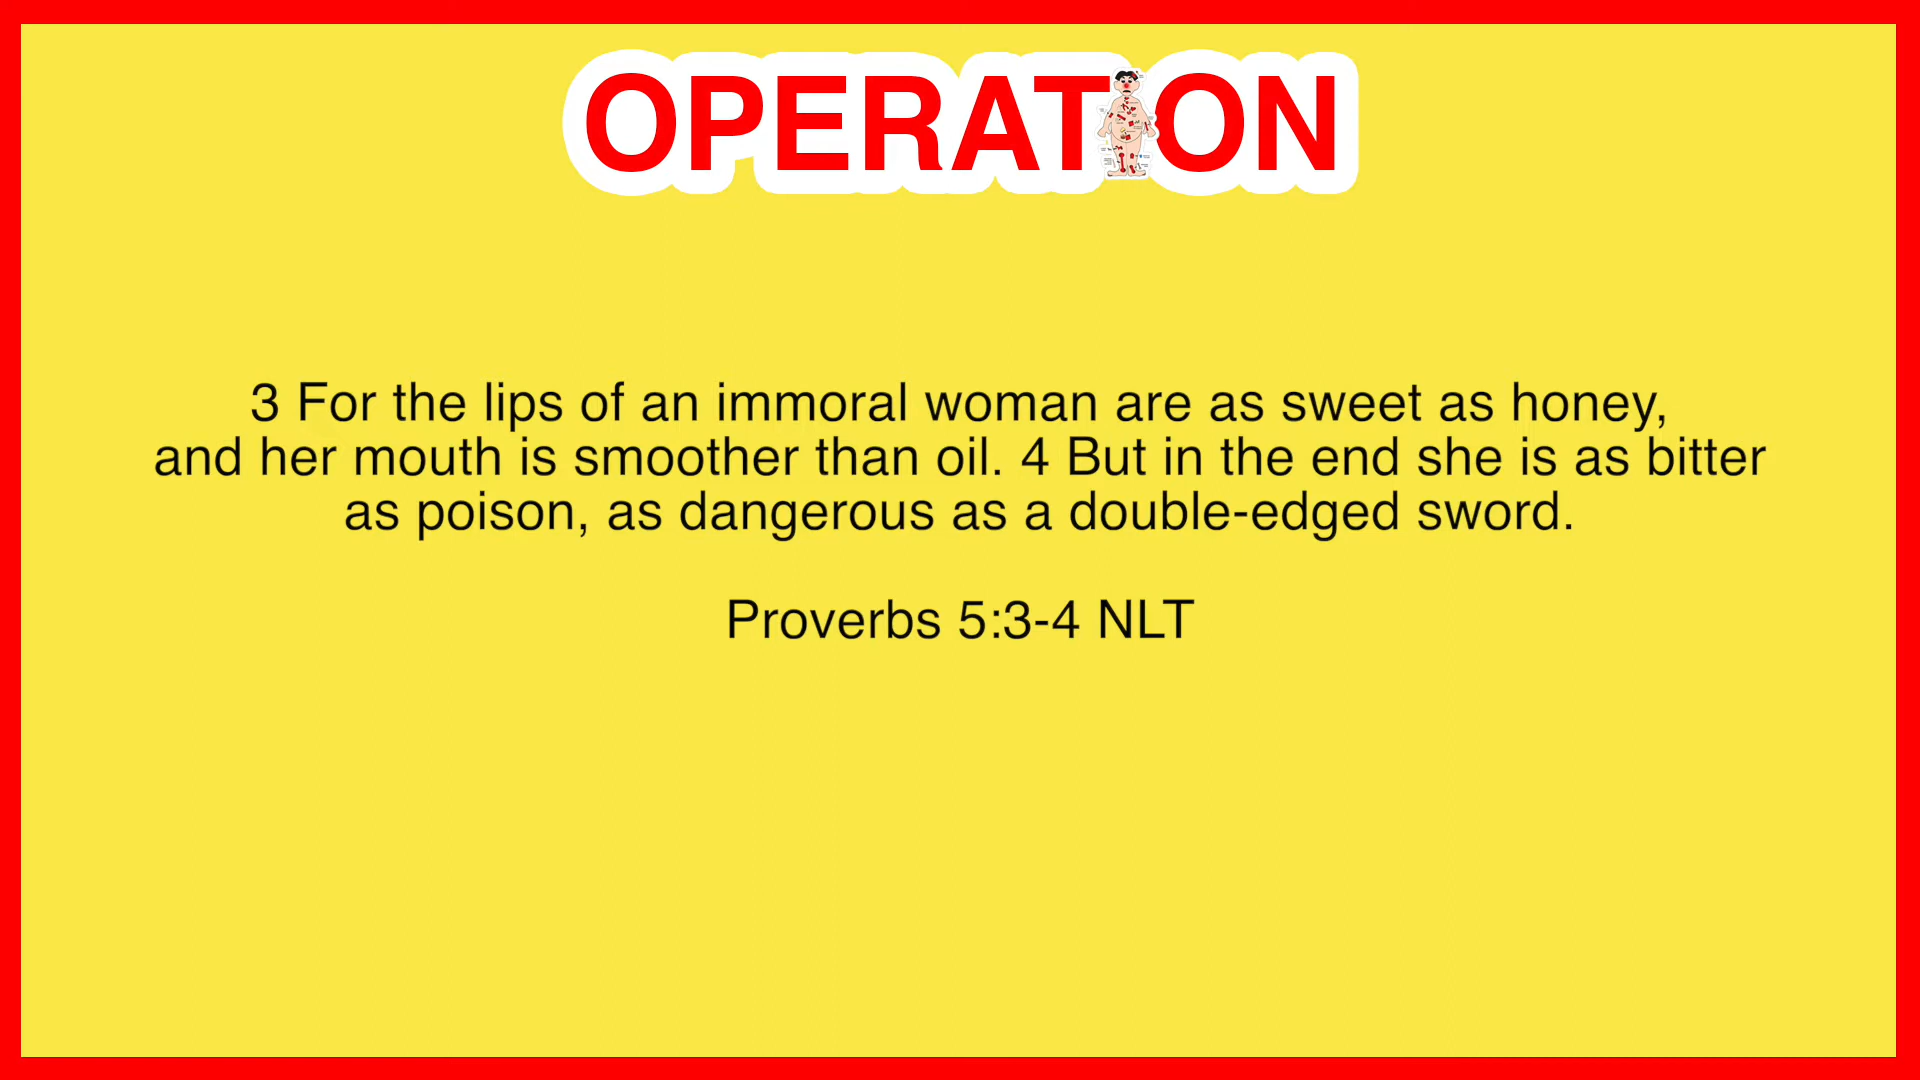 OPERATION
3 For the lips of an immoral woman are as sweet as honey,
and her mouth is smoother than oil. 4 But in the end she is as bitter
as poison, as dangerous as a double-edged sword.
Proverbs 5:3-4 NLT